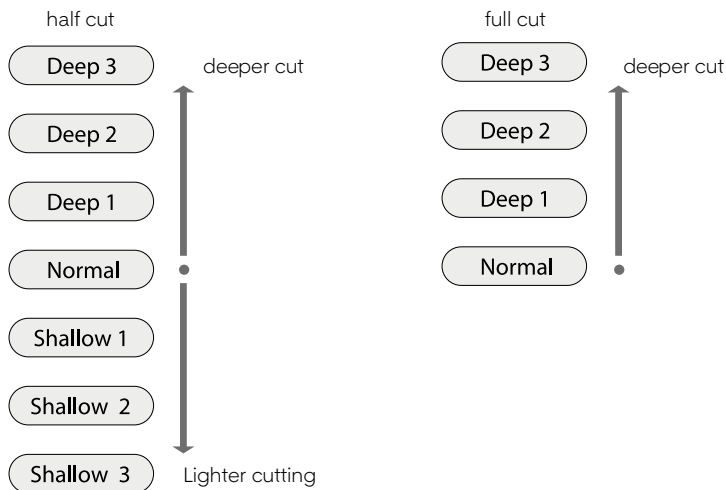 half cut
Deep 3
deeper cut
Deep 2
Deep 1
Normal
Shallow 1
Shallow 2
Shallow 3
Lighter cutting
full cut
Deep 3
deeper cut
Deep 2
Deep 1
Normal